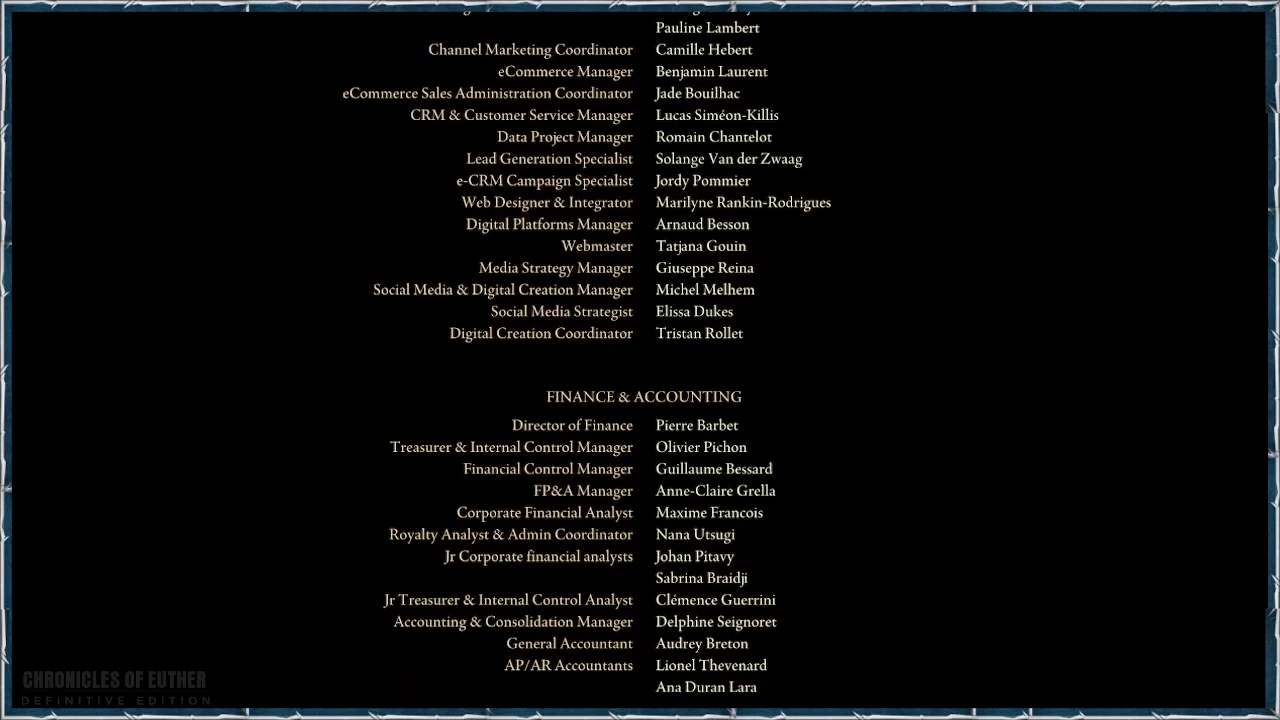 Pauline Lambert
Channel Marketing Coordinator Camille Hebert
eCommerce Manager Benjamin Laurent
eCommerce Sales Administration Coordinator Jade Bouilhac
CRM & Customer Service Manager Lucas Siméon-Killis
Data Project Manager Romain Chantelot
Lead Generation Specialist Solange Van der Zwaag
e-CRM Campaign Specialist Jordy Pommier
Web Designer & Integrator Marilyne Rankin-Rodrigues
Digital Platforms Manager Arnaud Besson
Webmaster Tatjana Gouin
Media Strategy Manager Giuseppe Reina
Social Media & Digital Creation Manager Michel Melhem
Social Media Strategist Elissa Dukes
Digital Creation Coordinator Tristan Rollet
FINANCE & ACCOUNTING
Director of Finance Pierre Barbet
Treasurer & Internal Control Manager Olivier Pichon
Financial Control Manager Guillaume Bessard
FP&A Manager Anne-Claire Grella
Corporate Financial Analyst Maxime Francois
Royalty Analyst & Admin Coordinator Nana Utsugi
Jr Corporate financial analysts Johan Pitavy
Sabrina Braidji
Jr Treasurer & Internal Control Analyst Clémence Guerrini
Accounting & Consolidation Manager Delphine Seignoret
General Accountant Audrey Breton
AP/AR Accountants Lionel Thevenard
Ana Duran Lara
CHRONICLES OF EUTHER
DEFINITIVE EDITION